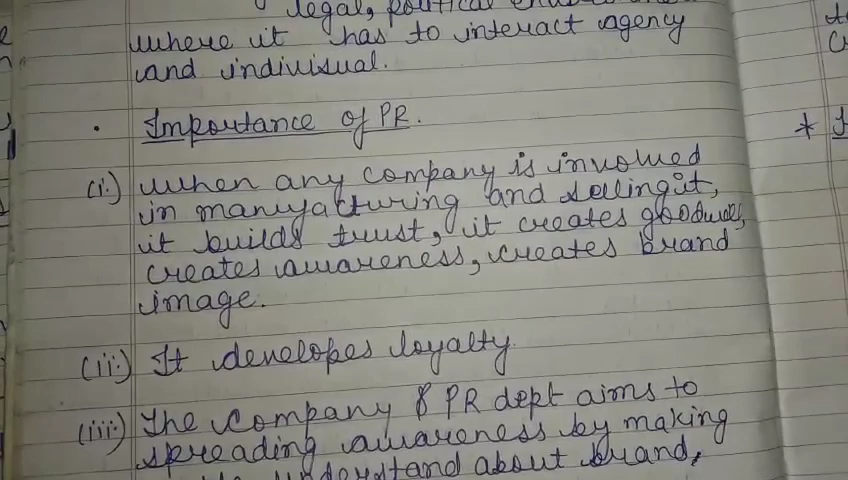 legal, political
where it has to interact agency
and indivisual.
• Importance of PR.
(i.) When any company is involved
in manufacturing and selling it,
it builds trust, it creates goodwill,
creates awareness, creates brand
image.
(ii.) It developes loyalty
(iii.) The company & PR dept aims to
spreading awareness by making
understand about brand,
*